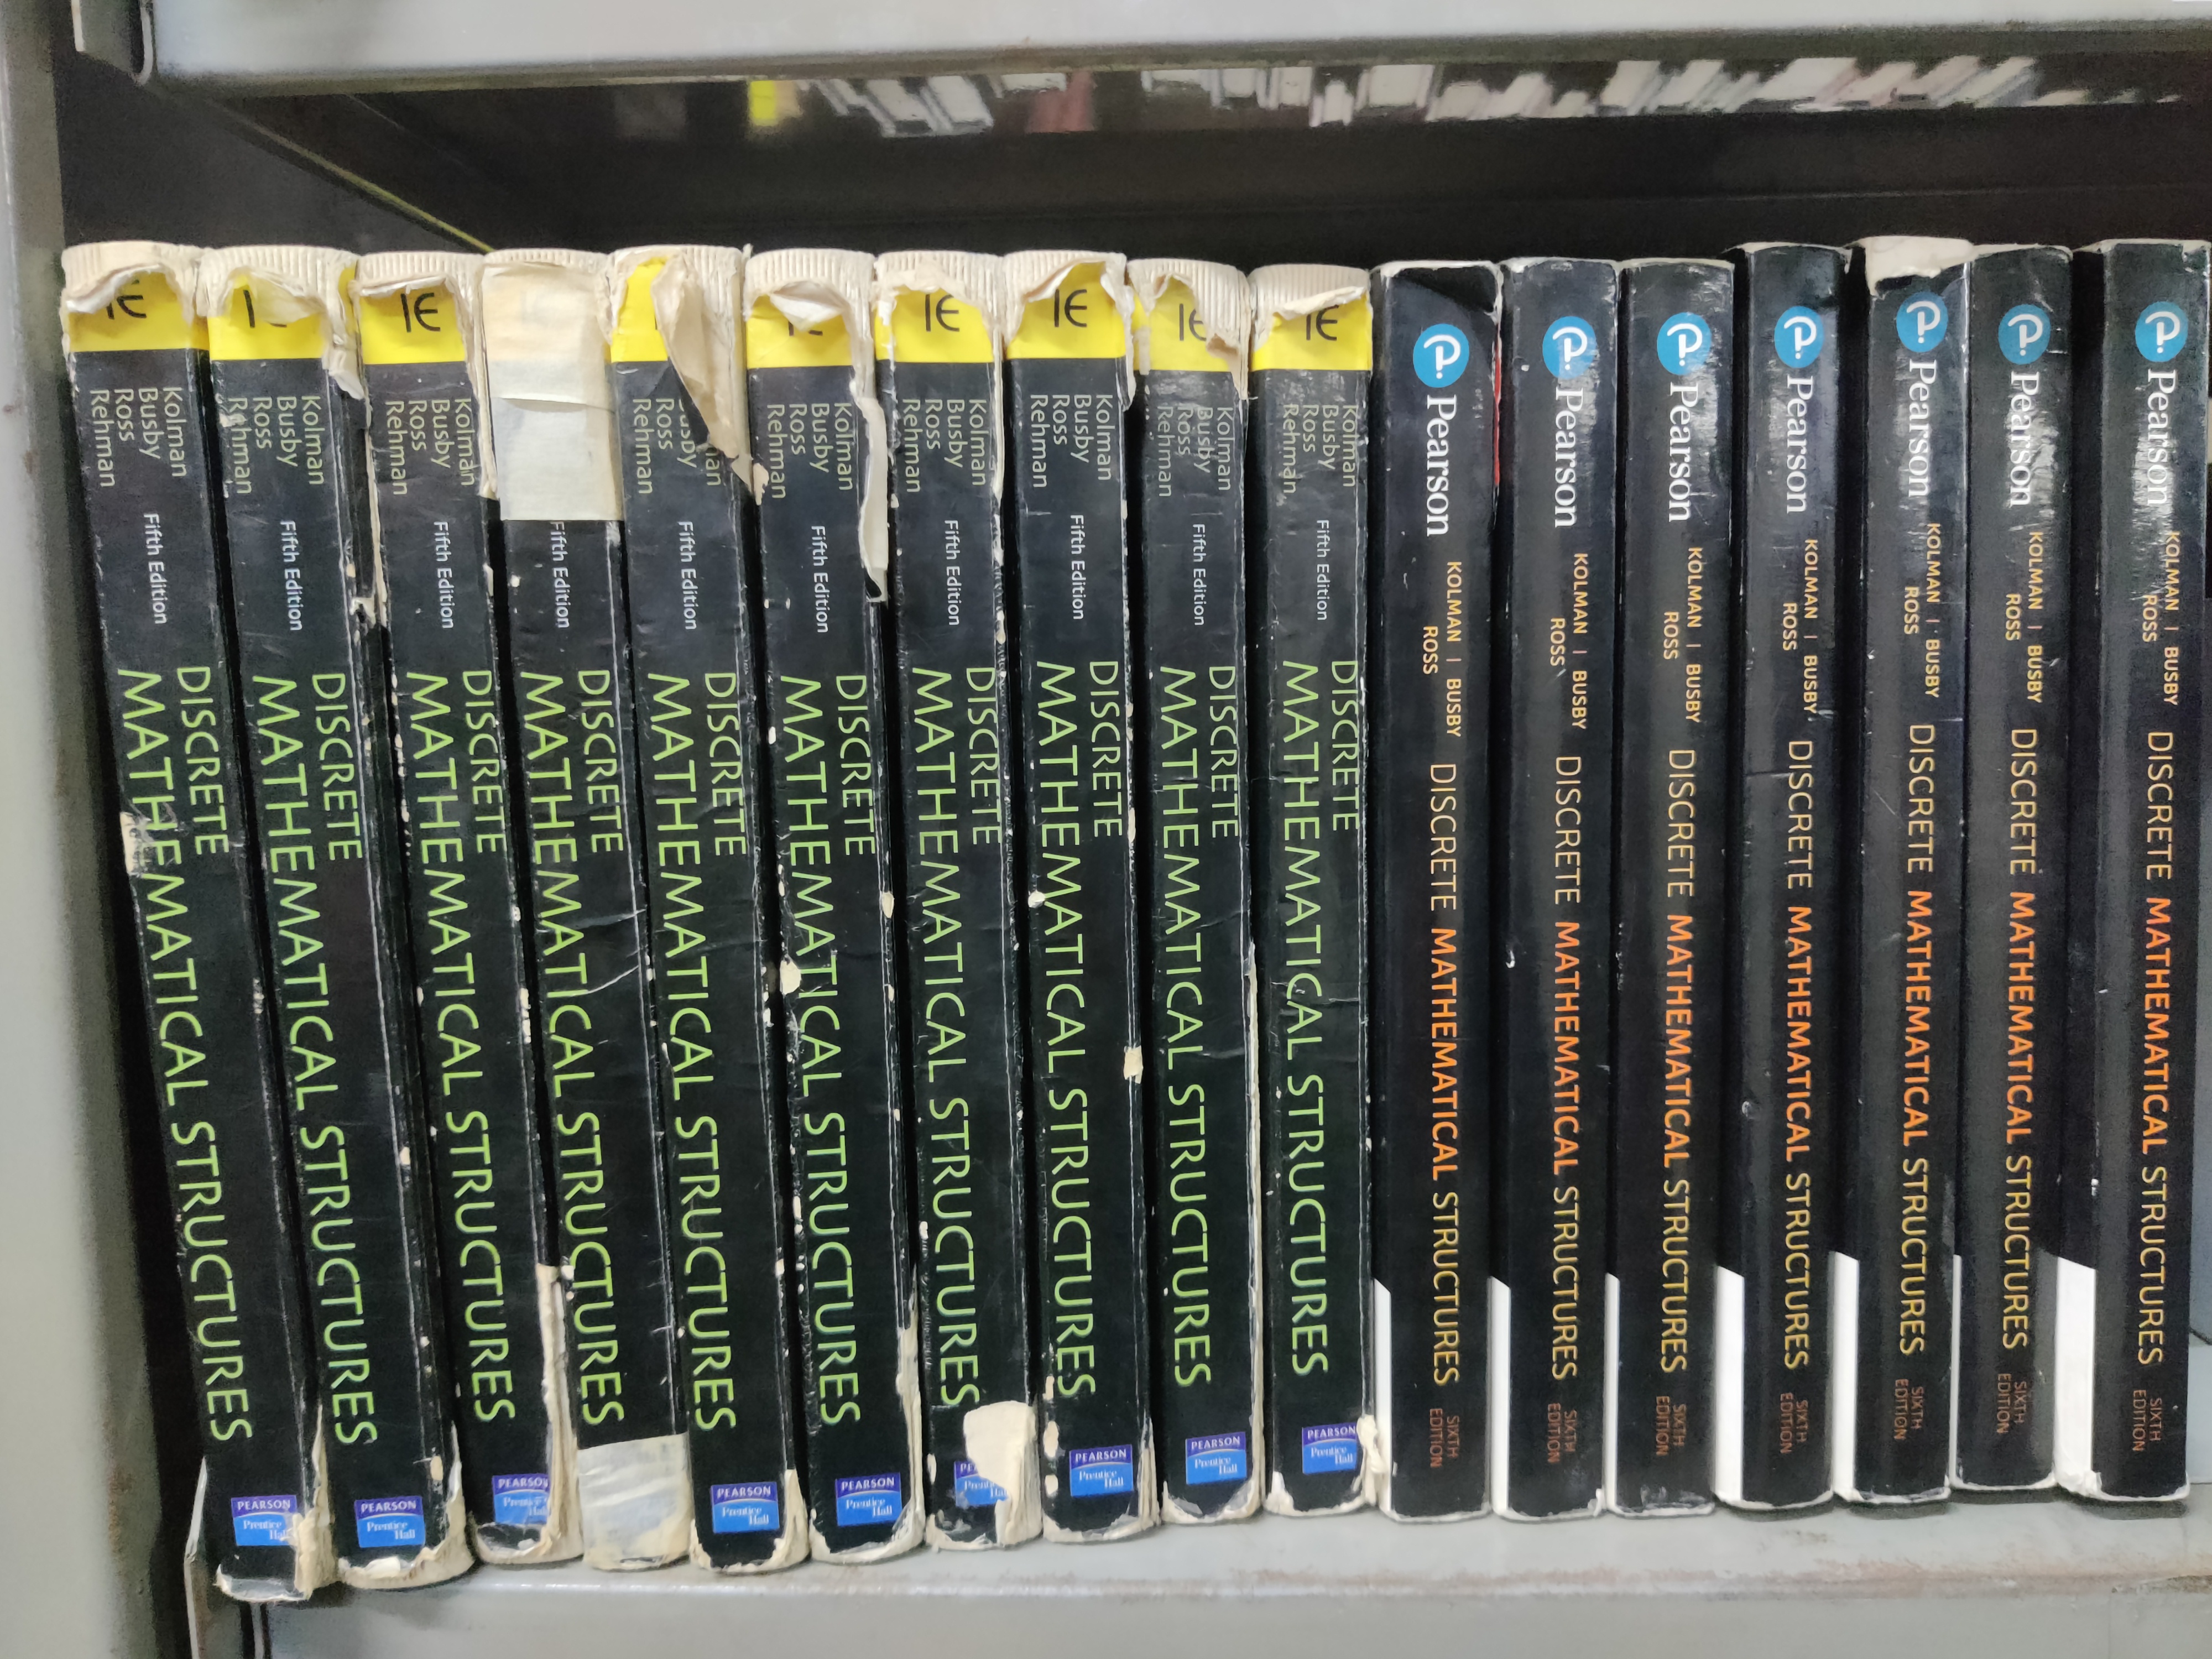 IE
Kolman
Busby
Ross
Rehman
Fifth Edition
DISCRETE
MATHEMATICAL STRUCTURES
PEARSON
Prentice
Hall
Kolman
Busby
Ross
Rehman
Fifth Edition
DISCRETE
MATHEMATICAL STRUCTURES
PEARSON
Prentice
Hall
IE
Kolman
Busby
Ross
Rehman
Fifth Edition
DISCRETE
MATHEMATICAL STRUCTURES
PEARSON
Prentice
Hall
Fifth Edition
DISCRETE
MATHEMATICAL STRUCTURES
Ross
Rehman
Fifth Edition
DISCRETE
MATHEMATICAL STRUCTURES
PEARSON
Prentice
Hall
Kolman
Busby
Ross
Rehman
Fifth Edition
DISCRETE
MATHEMATICAL STRUCTURES
PEARSON
Prentice
Hall
IE
Kolman
Busby
Ross
Rehman
Fifth Edition
DISCRETE
MATHEMATICAL STRUCTURES
IE
Kolman
Busby
Ross
Rehman
Fifth Edition
DISCRETE
MATHEMATICAL STRUCTURES
PEARSON
Prentice
Hall
IE
Kolman
Busby
Ross
Rehman
Fifth Edition
DISCRETE
MATHEMATICAL STRUCTURES
PEARSON
Prentice
Hall
IE
Kolman
Busby
Ross
Rehman
Fifth Edition
DISCRETE
MATHEMATICAL STRUCTURES
PEARSON
Prentice
Hall
Pearson
KOLMAN | BUSBY
ROSS
DISCRETE MATHEMATICAL STRUCTURES
SIXTH
EDITION
Pearson
KOLMAN | BUSBY
ROSS
DISCRETE MATHEMATICAL STRUCTURES
SIXTH
EDITION
Pearson
KOLMAN | BUSBY
ROSS
DISCRETE MATHEMATICAL STRUCTURES
SIXTH
EDITION
Pearson
KOLMAN | BUSBY
ROSS
DISCRETE MATHEMATICAL STRUCTURES
SIXTH
EDITION
Pearson
KOLMAN | BUSBY
ROSS
DISCRETE MATHEMATICAL STRUCTURES
SIXTH
EDITION
Pearson
KOLMAN | BUSBY
ROSS
DISCRETE MATHEMATICAL STRUCTURES
SIXTH
EDITION
Pearson
KOLMAN | BUSBY
ROSS
DISCRETE MATHEMATICAL STRUCTURES
SIXTH
EDITION